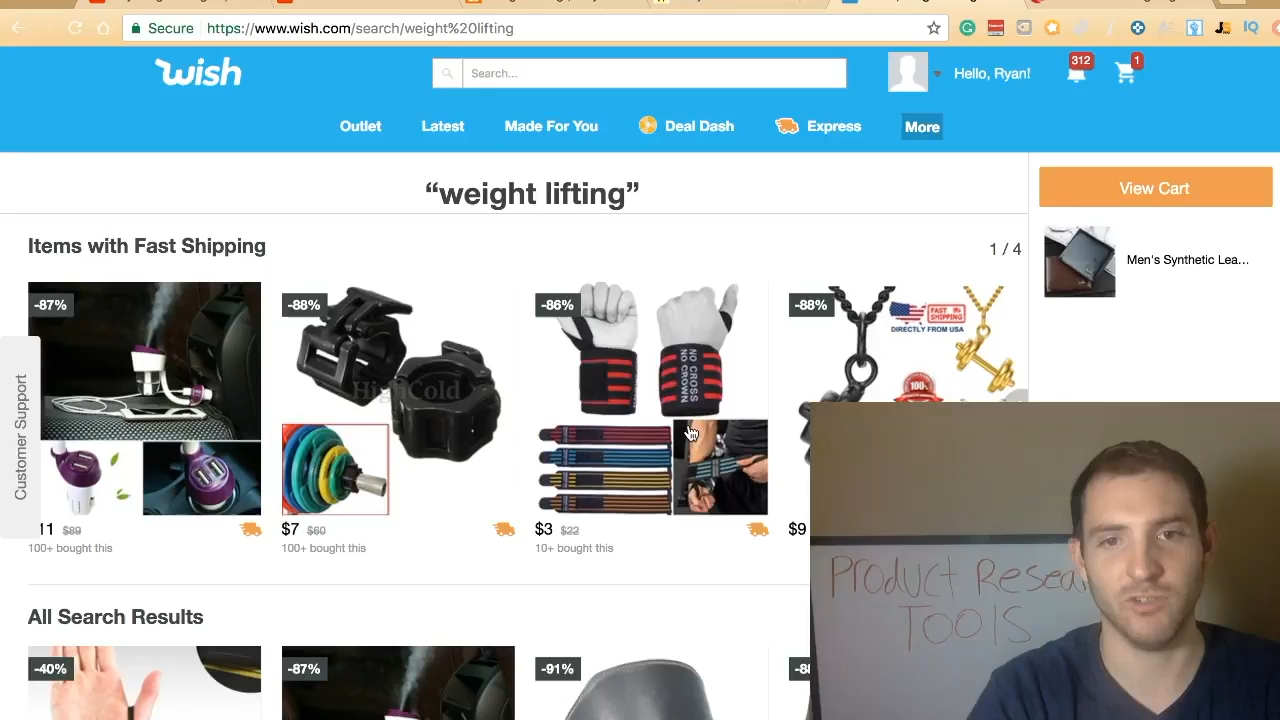 Secure https://www.wish.com/search/weight%20lifting
wish
Search...
Hello, Ryan!
312
1
Outlet
Latest
Made For You
Deal Dash
Express
More
“weight lifting”
View Cart
Men's Synthetic Lea...
Items with Fast Shipping
1 / 4
-87%
-88%
HighCold
-86%
NO CROSS
NO CROWN
-88%
FAST
SHIPPING
DIRECTLY FROM USA
100%
11 $89
100+ bought this
$7 $60
100+ bought this
$3 $22
10+ bought this
$9
Customer Support
All Search Results
-40%
-87%
-91%
Product Resea
TOOLS